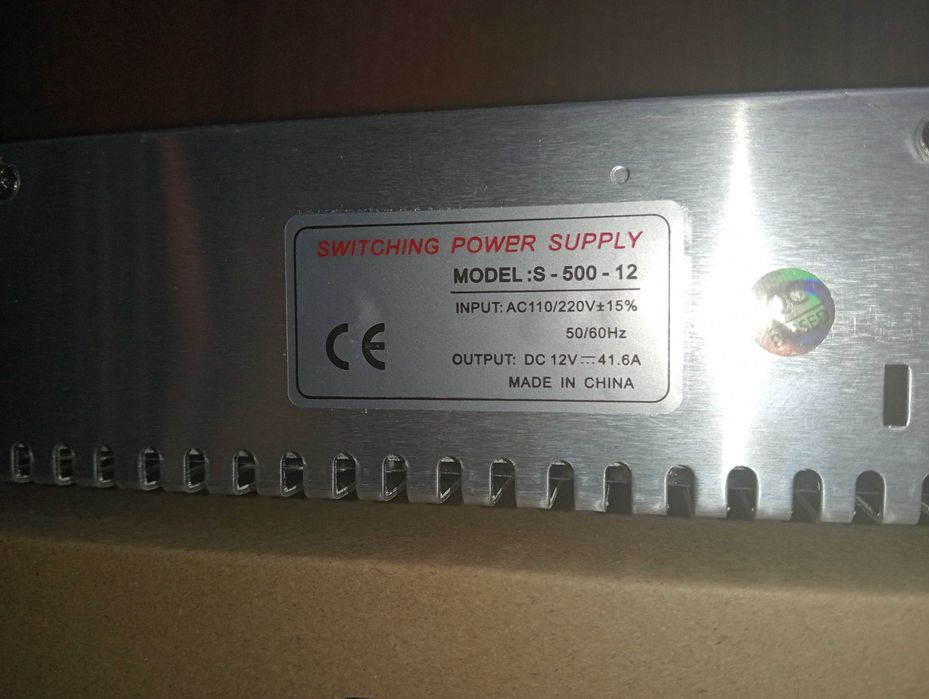 SWITCHING POWER SUPPLY
MODEL :S - 500 - 12
INPUT: AC110/220V±15%
50/60Hz
CE
OUTPUT: DC 12V⎓41.6A
MADE IN CHINA